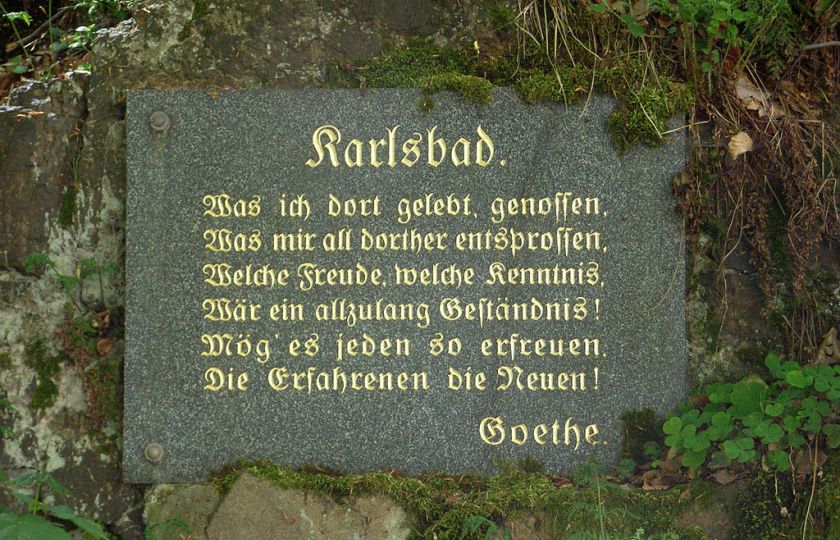 Karlsbad.
Was ich dort gelebt, genoſſen,
Was mir all dorther entsproſſen,
Welche Freude, welche Kenntnis,
Wär ein allzulang Geſtändnis!
Mög' es jeden so erfreuen.
Die Erfahrenen die Neuen!
Goethe.